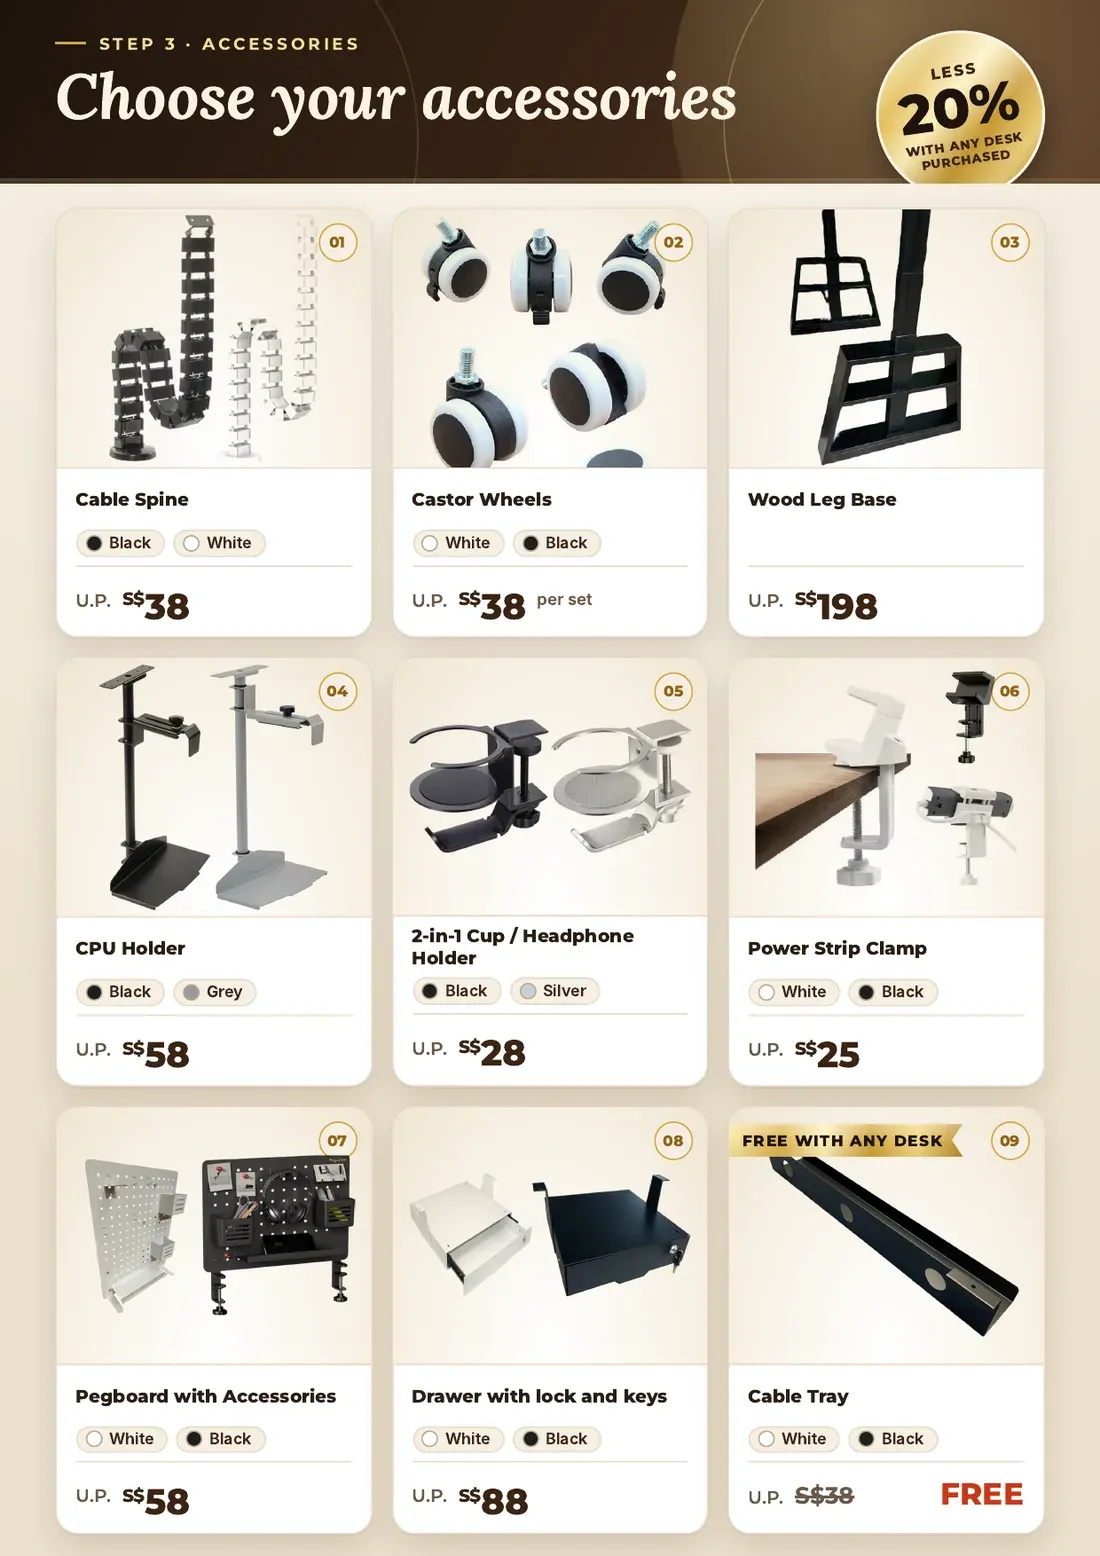 STEP 3 · ACCESSORIES
Choose your accessories
LESS
20%
WITH ANY DESK
PURCHASED
01
Cable Spine
Black White
U.P. S$38
02
Castor Wheels
White Black
U.P. S$38 per set
03
Wood Leg Base
U.P. S$198
04
CPU Holder
Black Grey
U.P. S$58
05
2-in-1 Cup / Headphone
Holder
Black Silver
U.P. S$28
06
Power Strip Clamp
White Black
U.P. S$25
07
Pegboard with Accessories
White Black
U.P. S$58
08
Drawer with lock and keys
White Black
U.P. S$88
FREE WITH ANY DESK
09
Cable Tray
White Black
U.P. S$38 FREE